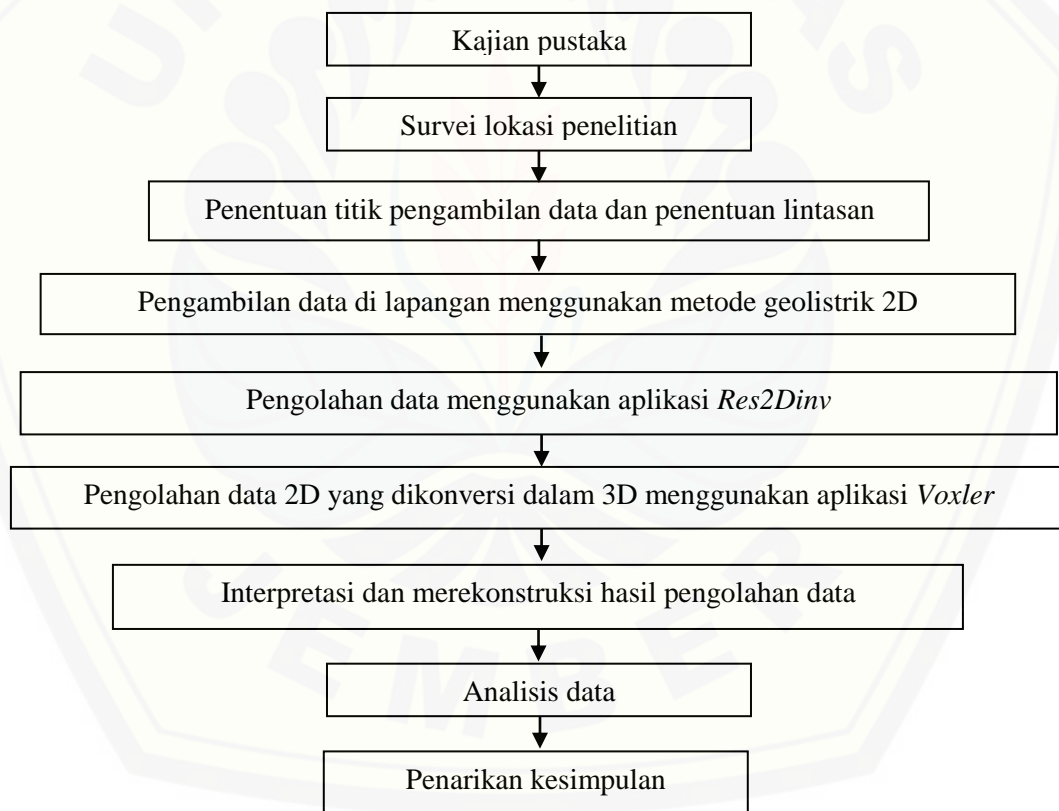 Kajian pustaka
Survei lokasi penelitian
Penentuan titik pengambilan data dan penentuan lintasan
Pengambilan data di lapangan menggunakan metode geolistrik 2D
Pengolahan data menggunakan aplikasi Res2Dinv
Pengolahan data 2D yang dikonversi dalam 3D menggunakan aplikasi Voxler
Interpretasi dan merekonstruksi hasil pengolahan data
Analisis data
Penarikan kesimpulan
JEMBER